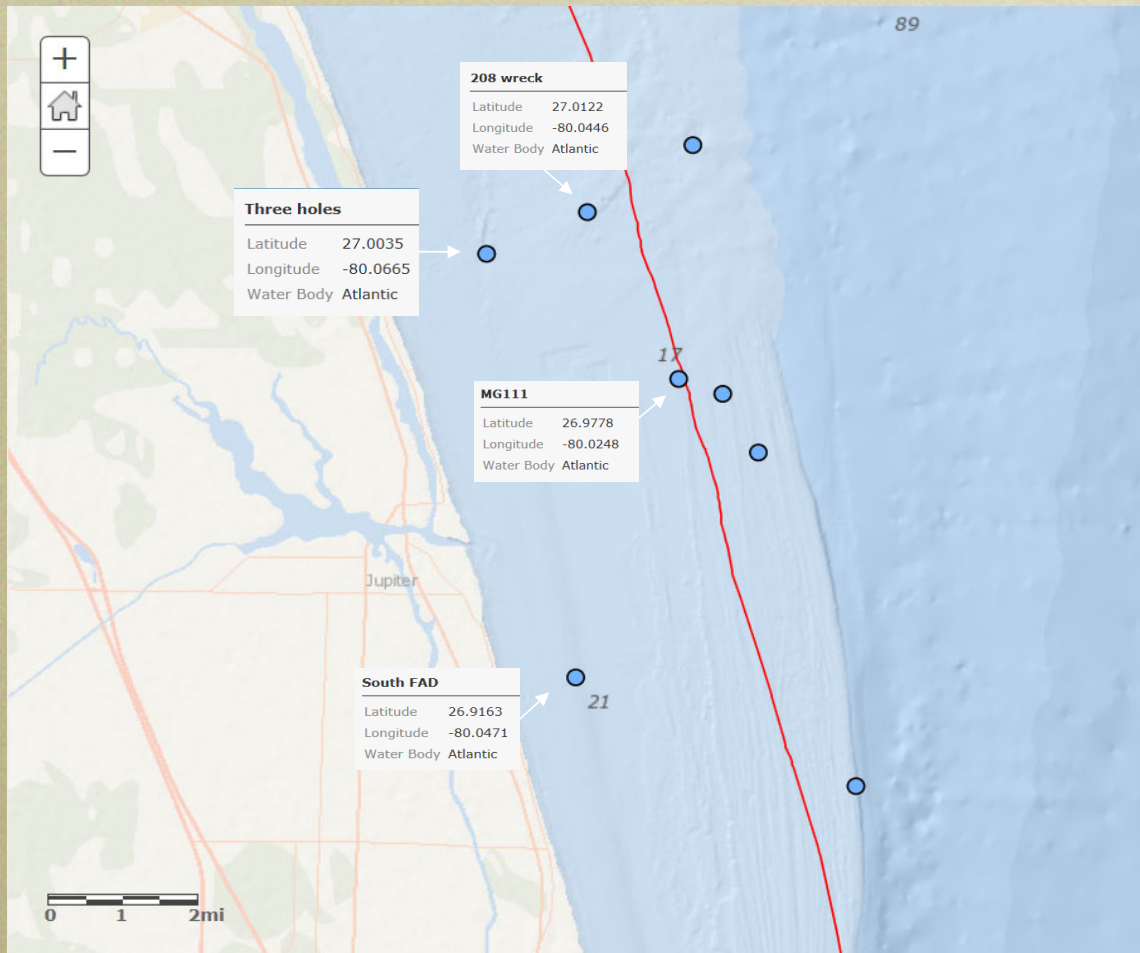 +
−
89
208 wreck
Latitude 27.0122
Longitude -80.0446
Water Body Atlantic
Three holes
Latitude 27.0035
Longitude -80.0665
Water Body Atlantic
17
MG111
Latitude 26.9778
Longitude -80.0248
Water Body Atlantic
Jupiter
South FAD
Latitude 26.9163
Longitude -80.0471
Water Body Atlantic
21
0 1 2mi